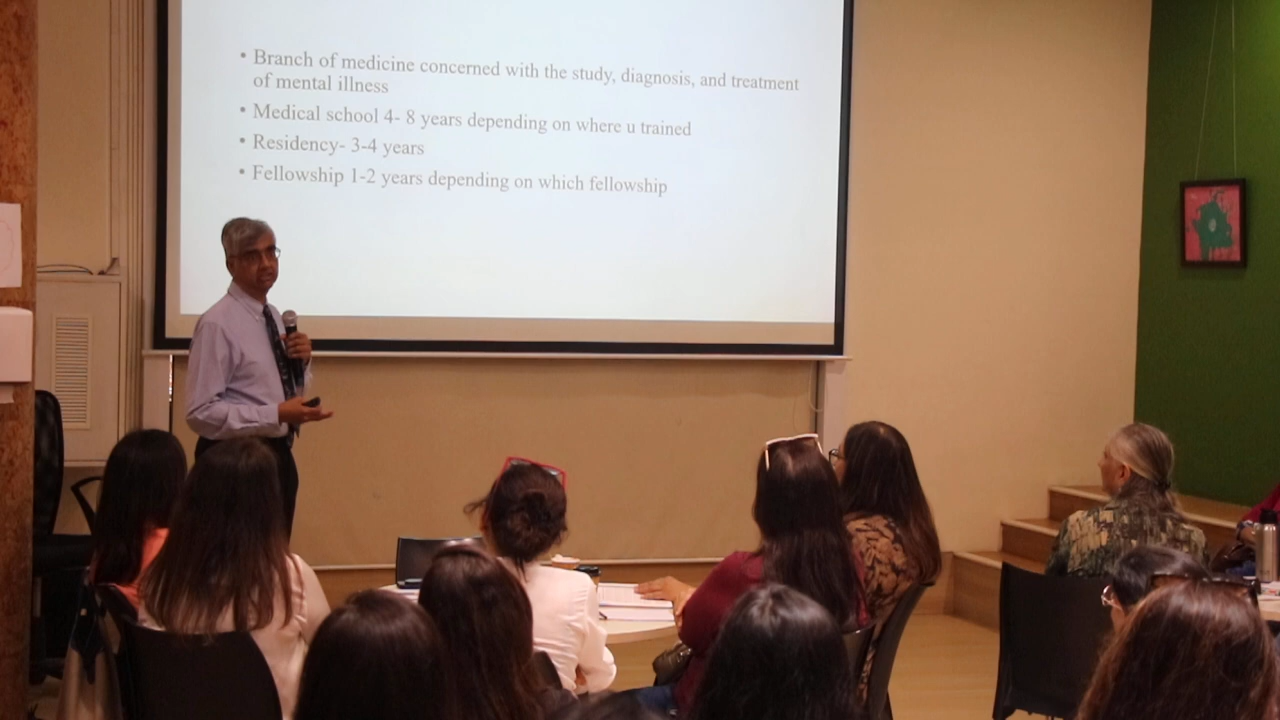 • Branch of medicine concerned with the study, diagnosis, and treatment
of mental illness
• Medical school 4- 8 years depending on where u trained
• Residency- 3-4 years
• Fellowship 1-2 years depending on which fellowship